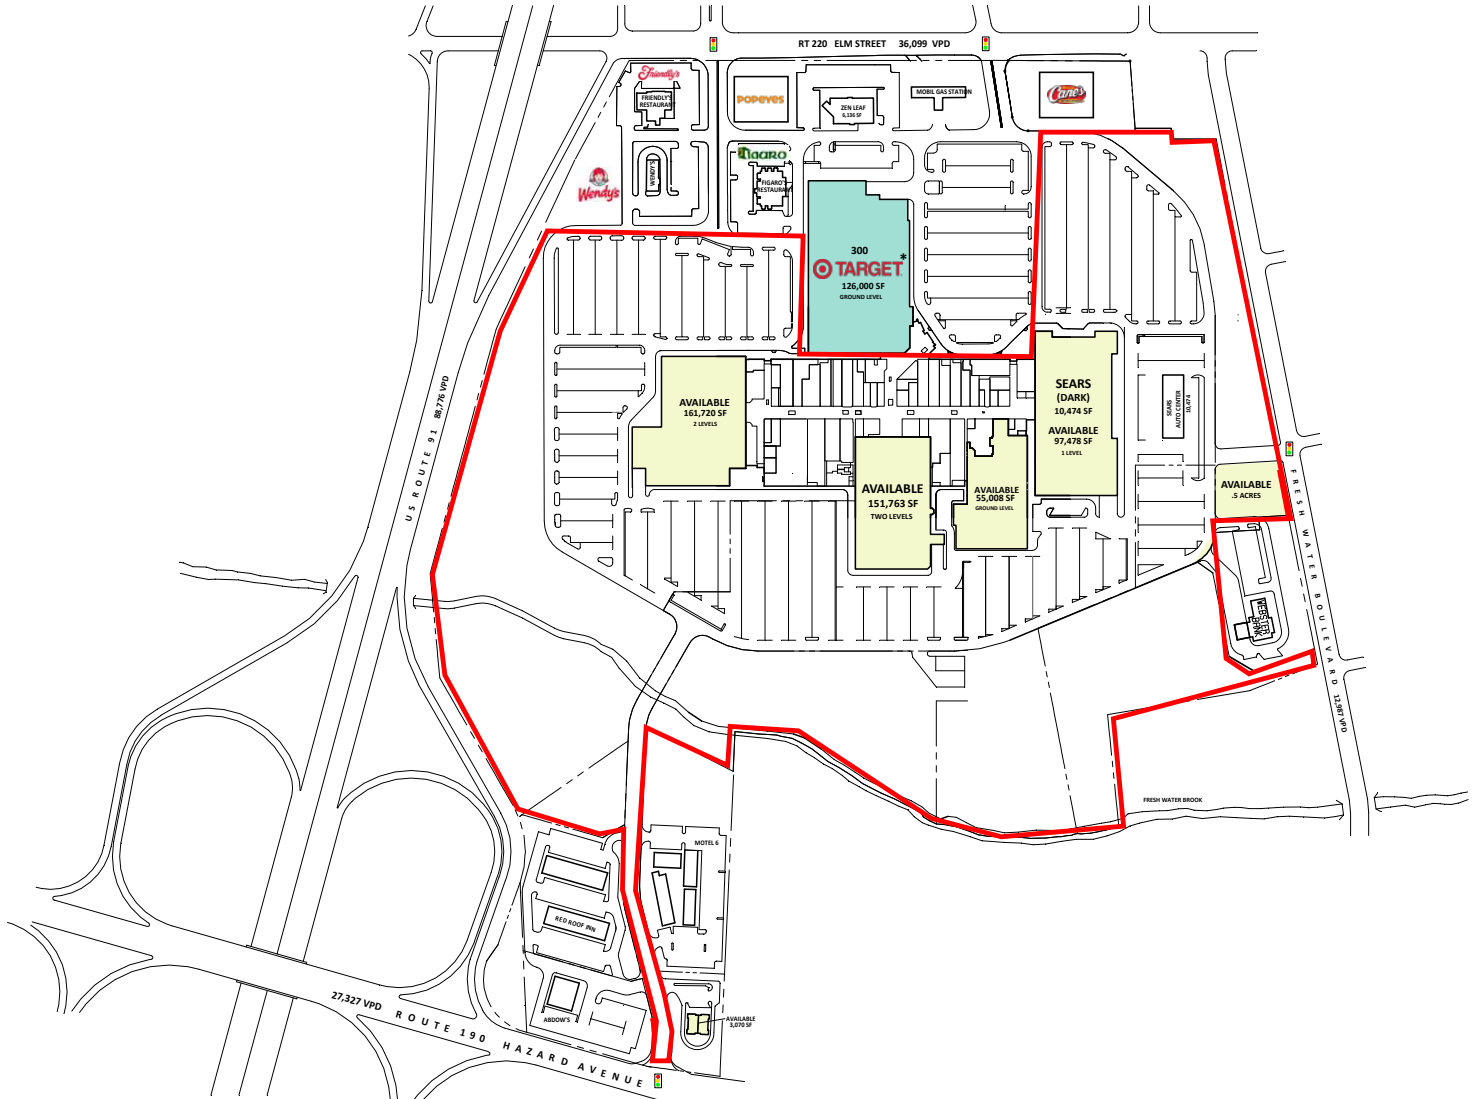 RT 220 ELM STREET 36,099 VPD
Friendly's
FRIENDLY'S
RESTAURANT
POPEYES
ZEN LEAF
6,136 SF
MOBIL GAS STATION
Cane's
WENDY'S
Wendy's
FIGARO
FIGARO'S
RESTAURANT
300
TARGET *
126,000 SF
GROUND LEVEL
US ROUTE 91 88,776 VPD
AVAILABLE
161,720 SF
2 LEVELS
SEARS
(DARK)
10,474 SF
AVAILABLE
97,478 SF
1 LEVEL
SEARS
AUTO CENTER
10,474
AVAILABLE
151,763 SF
TWO LEVELS
AVAILABLE
55,008 SF
GROUND LEVEL
AVAILABLE
.5 ACRES
FRESH WATER BOULEVARD 12,987 VPD
WEBSTER
BANK
FRESH WATER BROOK
MOTEL 6
RED ROOF INN
ABDOW'S
AVAILABLE
3,070 SF
27,327 VPD ROUTE 190 HAZARD AVENUE